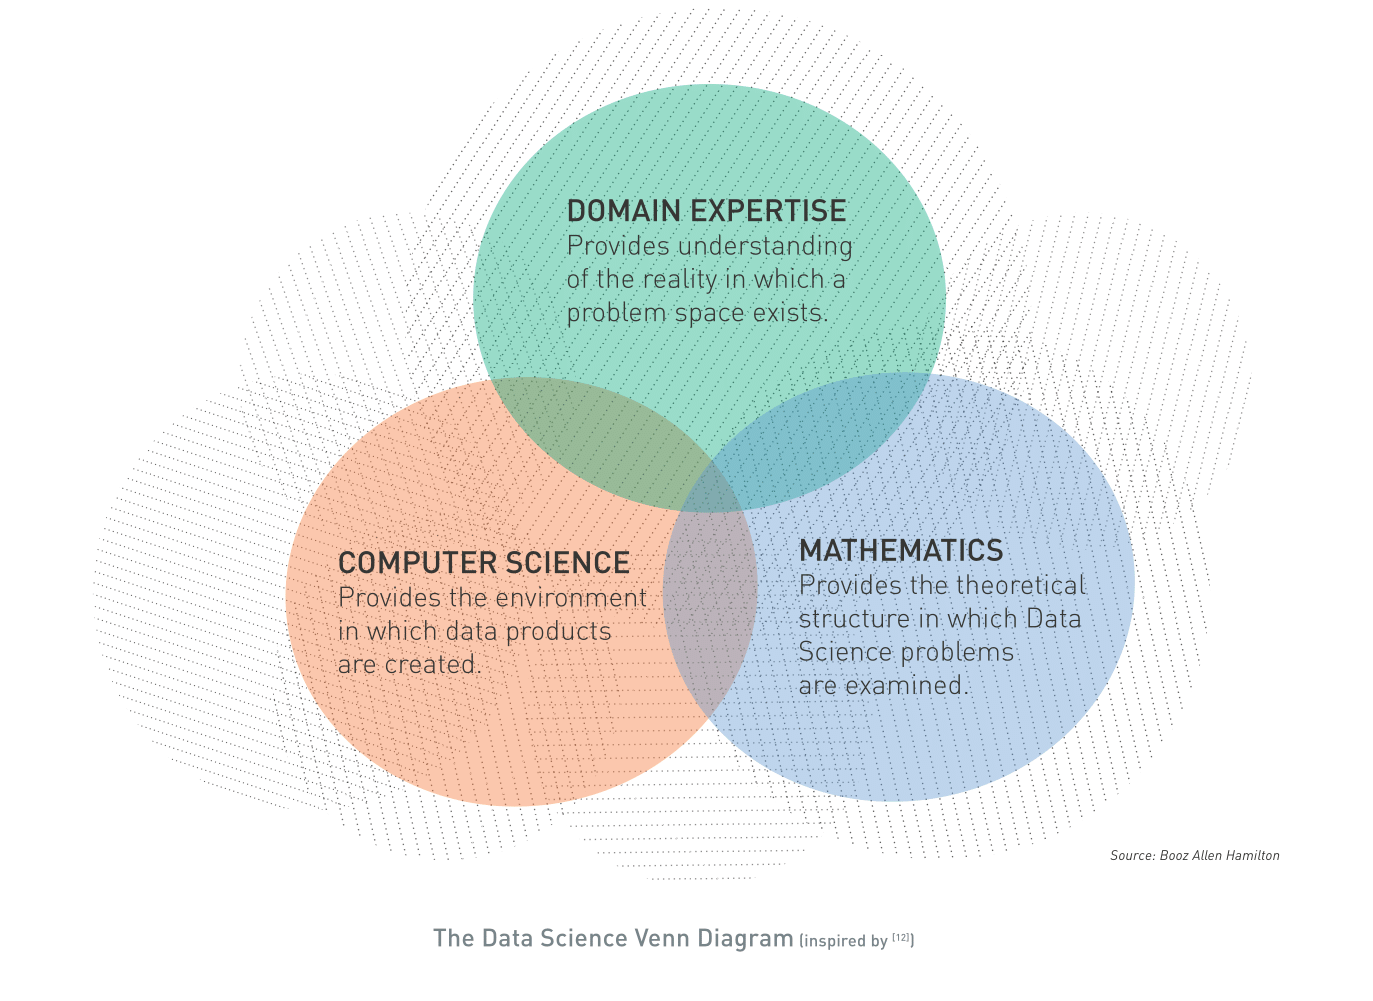 DOMAIN EXPERTISE
Provides understanding
of the reality in which a
problem space exists.
COMPUTER SCIENCE
Provides the environment
in which data products
are created.
MATHEMATICS
Provides the theoretical
structure in which Data
Science problems
are examined.
Source: Booz Allen Hamilton
The Data Science Venn Diagram (inspired by [12])